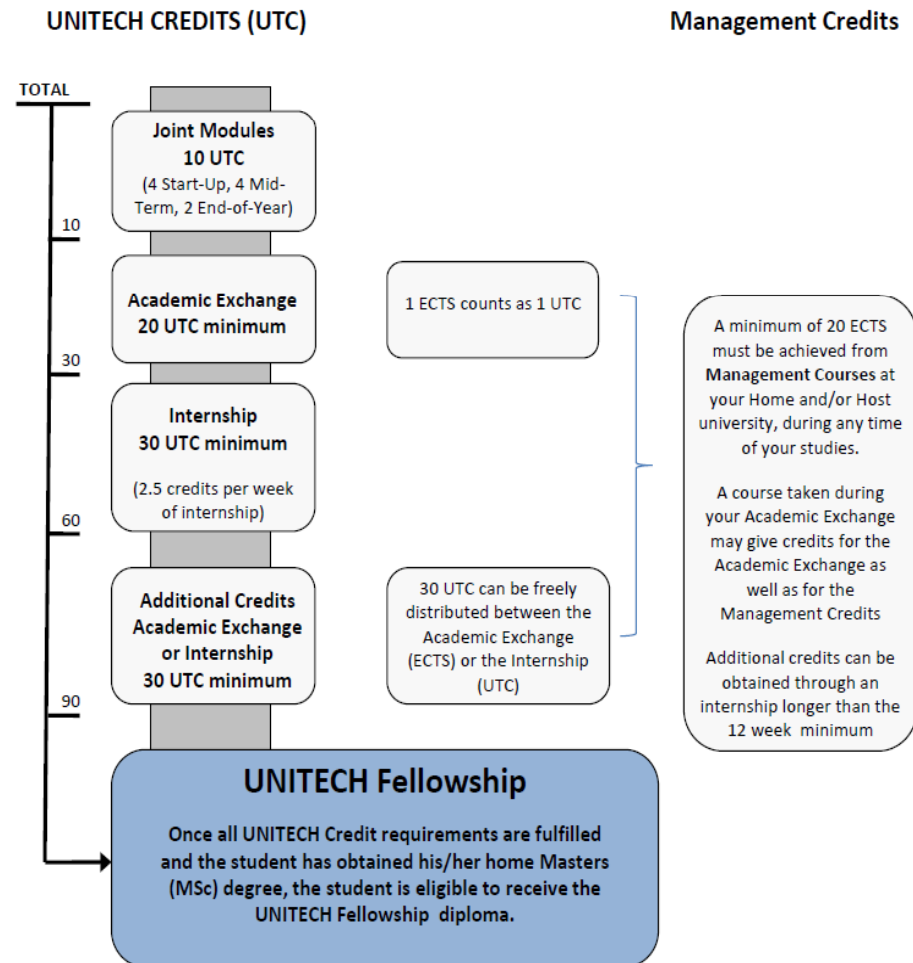 UNITECH CREDITS (UTC)
Management Credits
TOTAL
Joint Modules
10 UTC
(4 Start-Up, 4 Mid-
Term, 2 End-of-Year)
10
Academic Exchange
20 UTC minimum
1 ECTS counts as 1 UTC
30
Internship
30 UTC minimum
(2.5 credits per week
of internship)
60
Additional Credits
Academic Exchange
or Internship
30 UTC minimum
30 UTC can be freely
distributed between the
Academic Exchange
(ECTS) or the Internship
(UTC)
90
A minimum of 20 ECTS
must be achieved from
Management Courses at
your Home and/or Host
university, during any time
of your studies.
A course taken during
your Academic Exchange
may give credits for the
Academic Exchange as
well as for the
Management Credits
Additional credits can be
obtained through an
internship longer than the
12 week minimum
UNITECH Fellowship
Once all UNITECH Credit requirements are fulfilled
and the student has obtained his/her home Masters
(MSc) degree, the student is eligible to receive the
UNITECH Fellowship diploma.